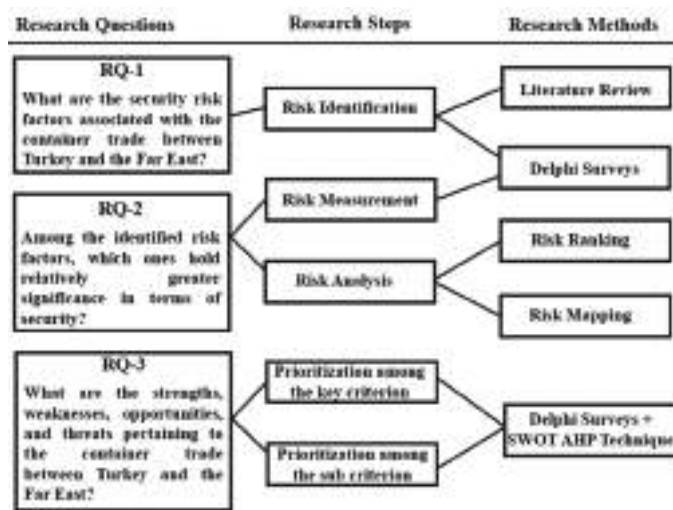 Research Questions
Research Steps
Research Methods
RQ-1
What are the security risk
factors associated with the
container trade between
Turkey and the Far East?
Risk Identification
Literature Review
Delphi Surveys
RQ-2
Among the identified risk
factors, which ones hold
relatively greater
significance in terms of
security?
Risk Measurement
Risk Analysis
Risk Ranking
Risk Mapping
RQ-3
What are the strengths,
weaknesses, opportunities,
and threats pertaining to
the container trade
between Turkey and the
Far East?
Prioritization among
the key criterion
Prioritization among
the sub criterion
Delphi Surveys +
SWOT AHP Technique